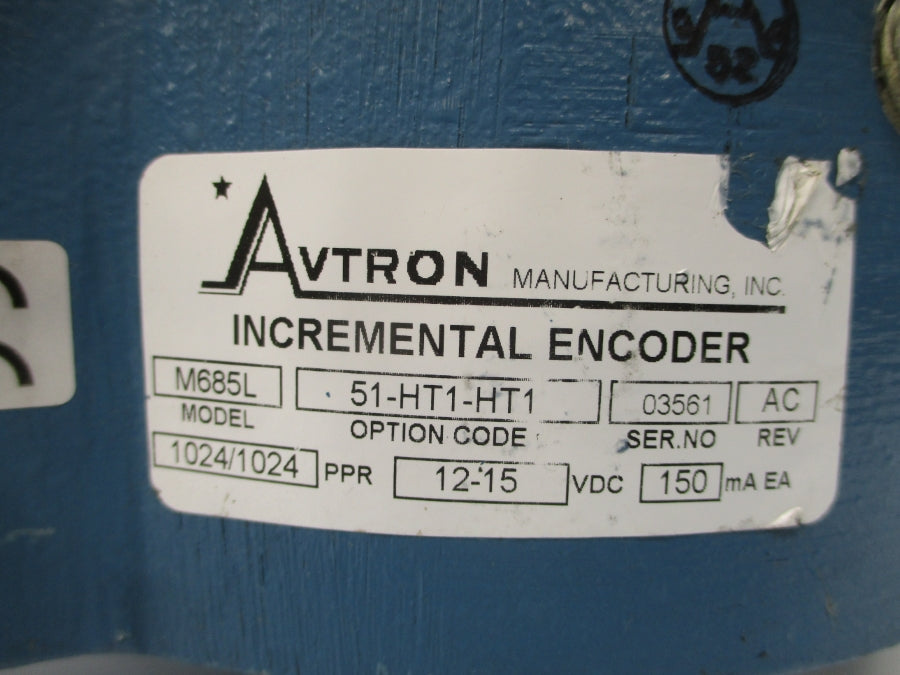 52
AVTRON MANUFACTURING, INC.
INCREMENTAL ENCODER
M685L 51-HT1-HT1 03561 AC
MODEL OPTION CODE SER.NO REV
1024/1024 PPR 12-15 VDC 150 mA EA